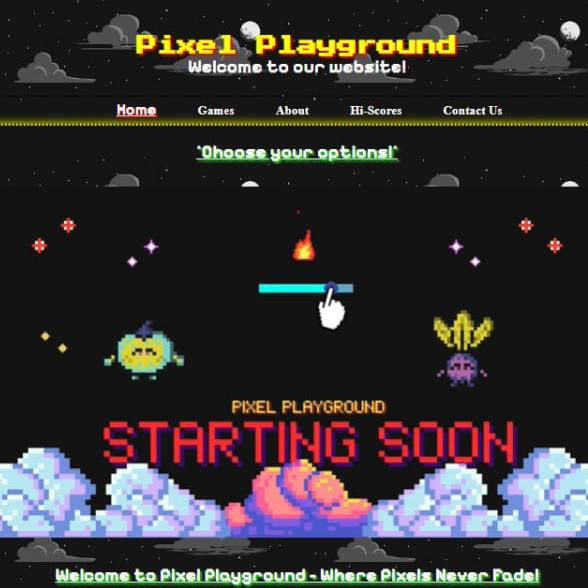 Pixel Playground
Welcome to our website!
Home Games About Hi-Scores Contact Us
"Choose your options!"
PIXEL PLAYGROUND
STARTING SOON
Welcome to Pixel Playground - Where Pixels Never Fade!